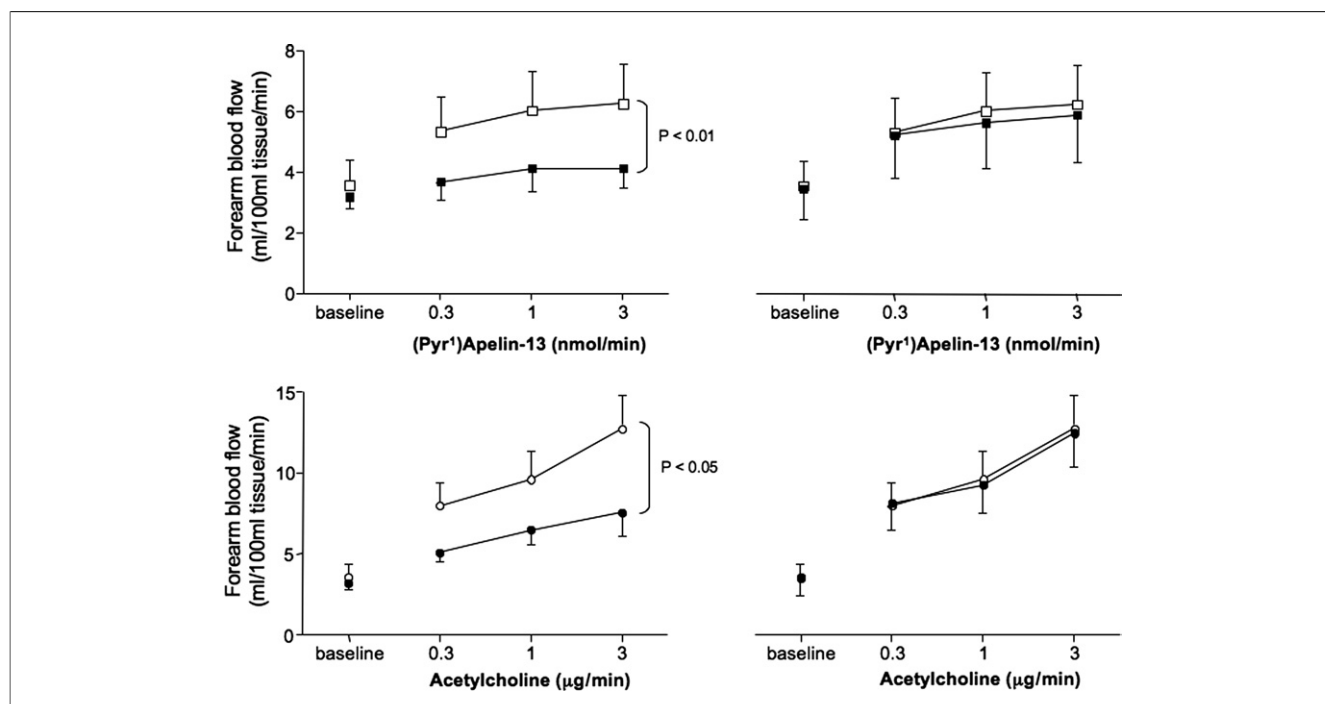 Forearm blood flow
(ml/100ml tissue/min)
8
6
4
2
0
P < 0.01
baseline
0.3
1
3
(Pyr¹)Apelin-13 (nmol/min)
baseline
0.3
1
3
(Pyr¹)Apelin-13 (nmol/min)
Forearm blood flow
(ml/100ml tissue/min)
15
10
5
0
P < 0.05
baseline
0.3
1
3
Acetylcholine (µg/min)
baseline
0.3
1
3
Acetylcholine (µg/min)